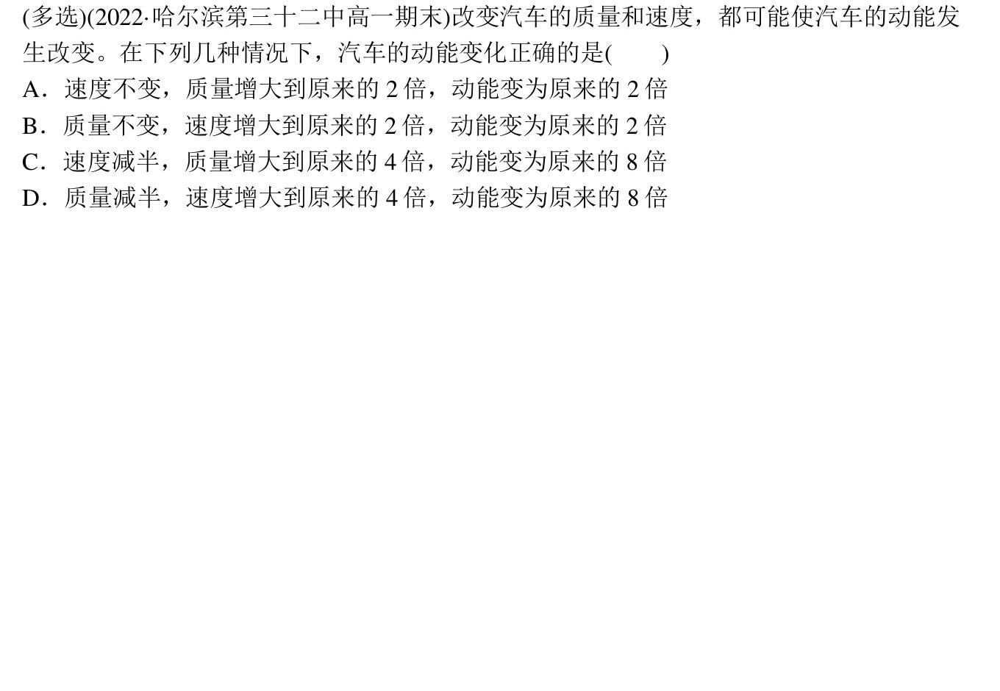 (多选)(2022·哈尔滨第三十二中高一期末)改变汽车的质量和速度，都可能使汽车的动能发
生改变。在下列几种情况下，汽车的动能变化正确的是(　　)
A．速度不变，质量增大到原来的 2 倍，动能变为原来的 2 倍
B．质量不变，速度增大到原来的 2 倍，动能变为原来的 2 倍
C．速度减半，质量增大到原来的 4 倍，动能变为原来的 8 倍
D．质量减半，速度增大到原来的 4 倍，动能变为原来的 8 倍